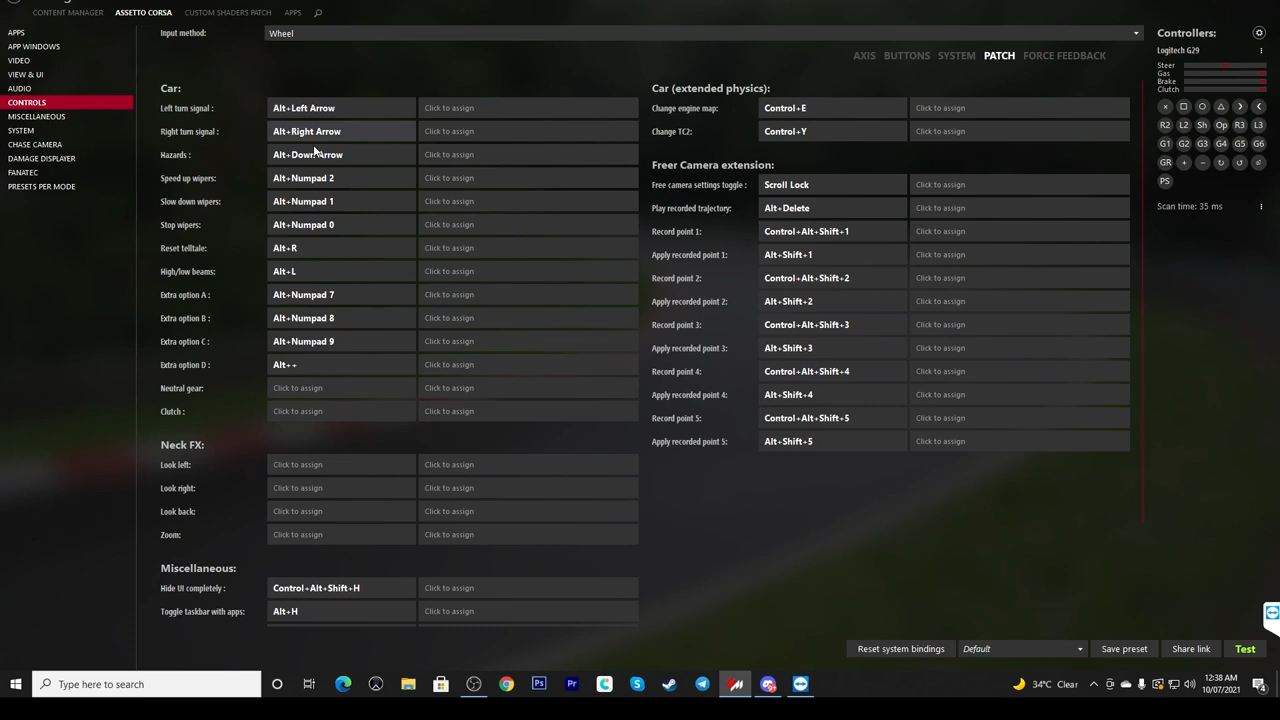 CONTENT MANAGER ASSETTO CORSA CUSTOM SHADERS PATCH APPS
APPS
APP WINDOWS
VIDEO
VIEW & UI
AUDIO
CONTROLS
MISCELLANEOUS
SYSTEM
CHASE CAMERA
DAMAGE DISPLAYER
FANATEC
PRESETS PER MODE
Input method: Wheel
AXIS BUTTONS SYSTEM PATCH FORCE FEEDBACK
Car:
Left turn signal : Alt+Left Arrow Click to assign
Right turn signal : Alt+Right Arrow Click to assign
Hazards : Alt+Down Arrow Click to assign
Speed up wipers: Alt+Numpad 2 Click to assign
Slow down wipers: Alt+Numpad 1 Click to assign
Stop wipers: Alt+Numpad 0 Click to assign
Reset telltale: Alt+R Click to assign
High/low beams: Alt+L Click to assign
Extra option A : Alt+Numpad 7 Click to assign
Extra option B : Alt+Numpad 8 Click to assign
Extra option C : Alt+Numpad 9 Click to assign
Extra option D : Alt++ Click to assign
Neutral gear: Click to assign Click to assign
Clutch : Click to assign Click to assign
Neck FX:
Look left: Click to assign Click to assign
Look right: Click to assign Click to assign
Look back: Click to assign Click to assign
Zoom: Click to assign Click to assign
Miscellaneous:
Hide UI completely : Control+Alt+Shift+H Click to assign
Toggle taskbar with apps: Alt+H Click to assign
Car (extended physics):
Change engine map: Control+E Click to assign
Change TC2: Control+Y Click to assign
Freer Camera extension:
Free camera settings toggle : Scroll Lock Click to assign
Play recorded trajectory: Alt+Delete Click to assign
Record point 1: Control+Alt+Shift+1 Click to assign
Apply recorded point 1: Alt+Shift+1 Click to assign
Record point 2: Control+Alt+Shift+2 Click to assign
Apply recorded point 2: Alt+Shift+2 Click to assign
Record point 3: Control+Alt+Shift+3 Click to assign
Apply recorded point 3: Alt+Shift+3 Click to assign
Record point 4: Control+Alt+Shift+4 Click to assign
Apply recorded point 4: Alt+Shift+4 Click to assign
Record point 5: Control+Alt+Shift+5 Click to assign
Apply recorded point 5: Alt+Shift+5 Click to assign
Controllers:
Logitech G29
Steer
Gas
Brake
Clutch
R2 L2 Sh Op R3 L3
G1 G2 G3 G4 G5 G6
GR + -
PS
Scan time: 35 ms
Reset system bindings Default Save preset Share link Test
Type here to search
Ps Pr 34°C Clear 12:38 AM
10/07/2021 4